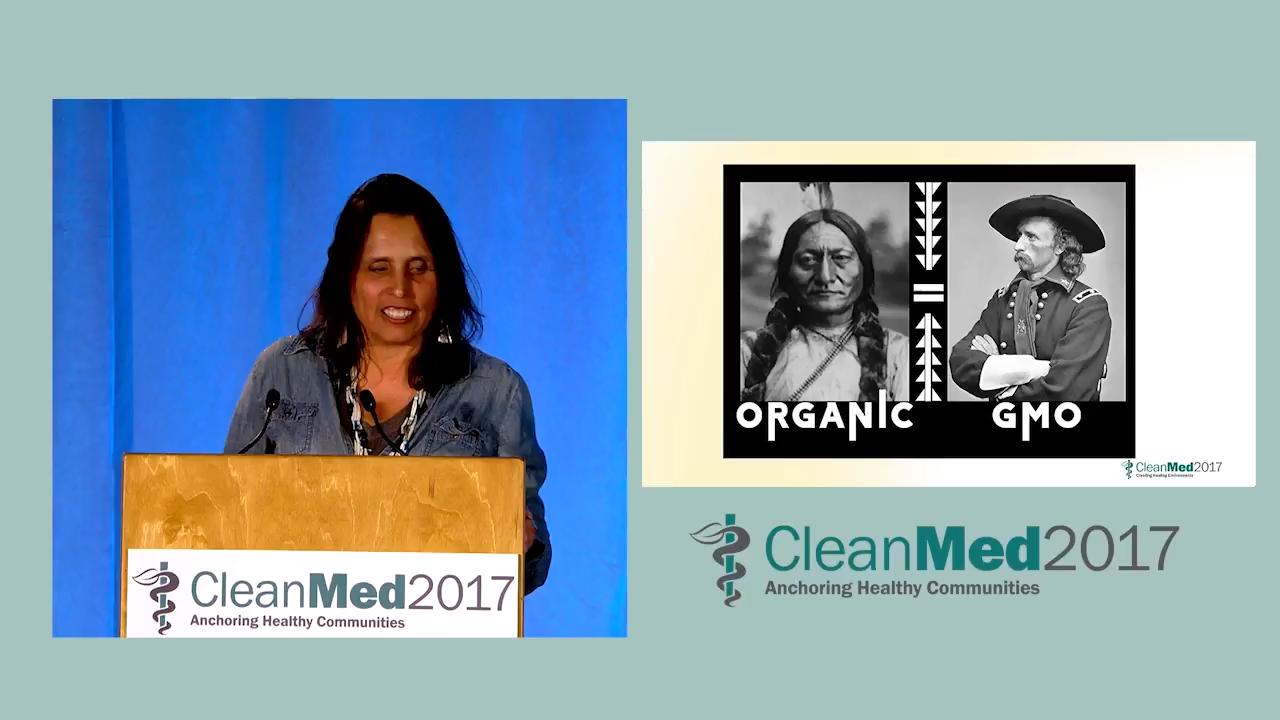 CleanMed2017
Anchoring Healthy Communities
ORGANIC
GMO
CleanMed2017
Creating Healing Environments
CleanMed2017
Anchoring Healthy Communities